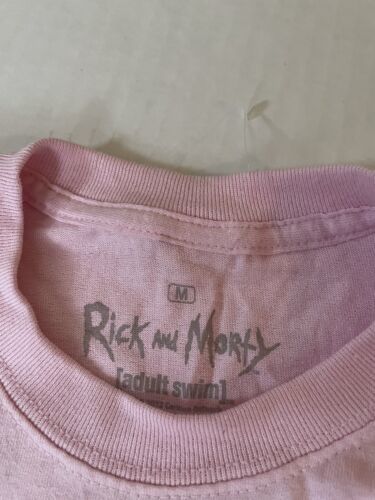 M
Rick and Morty
[adult swim]